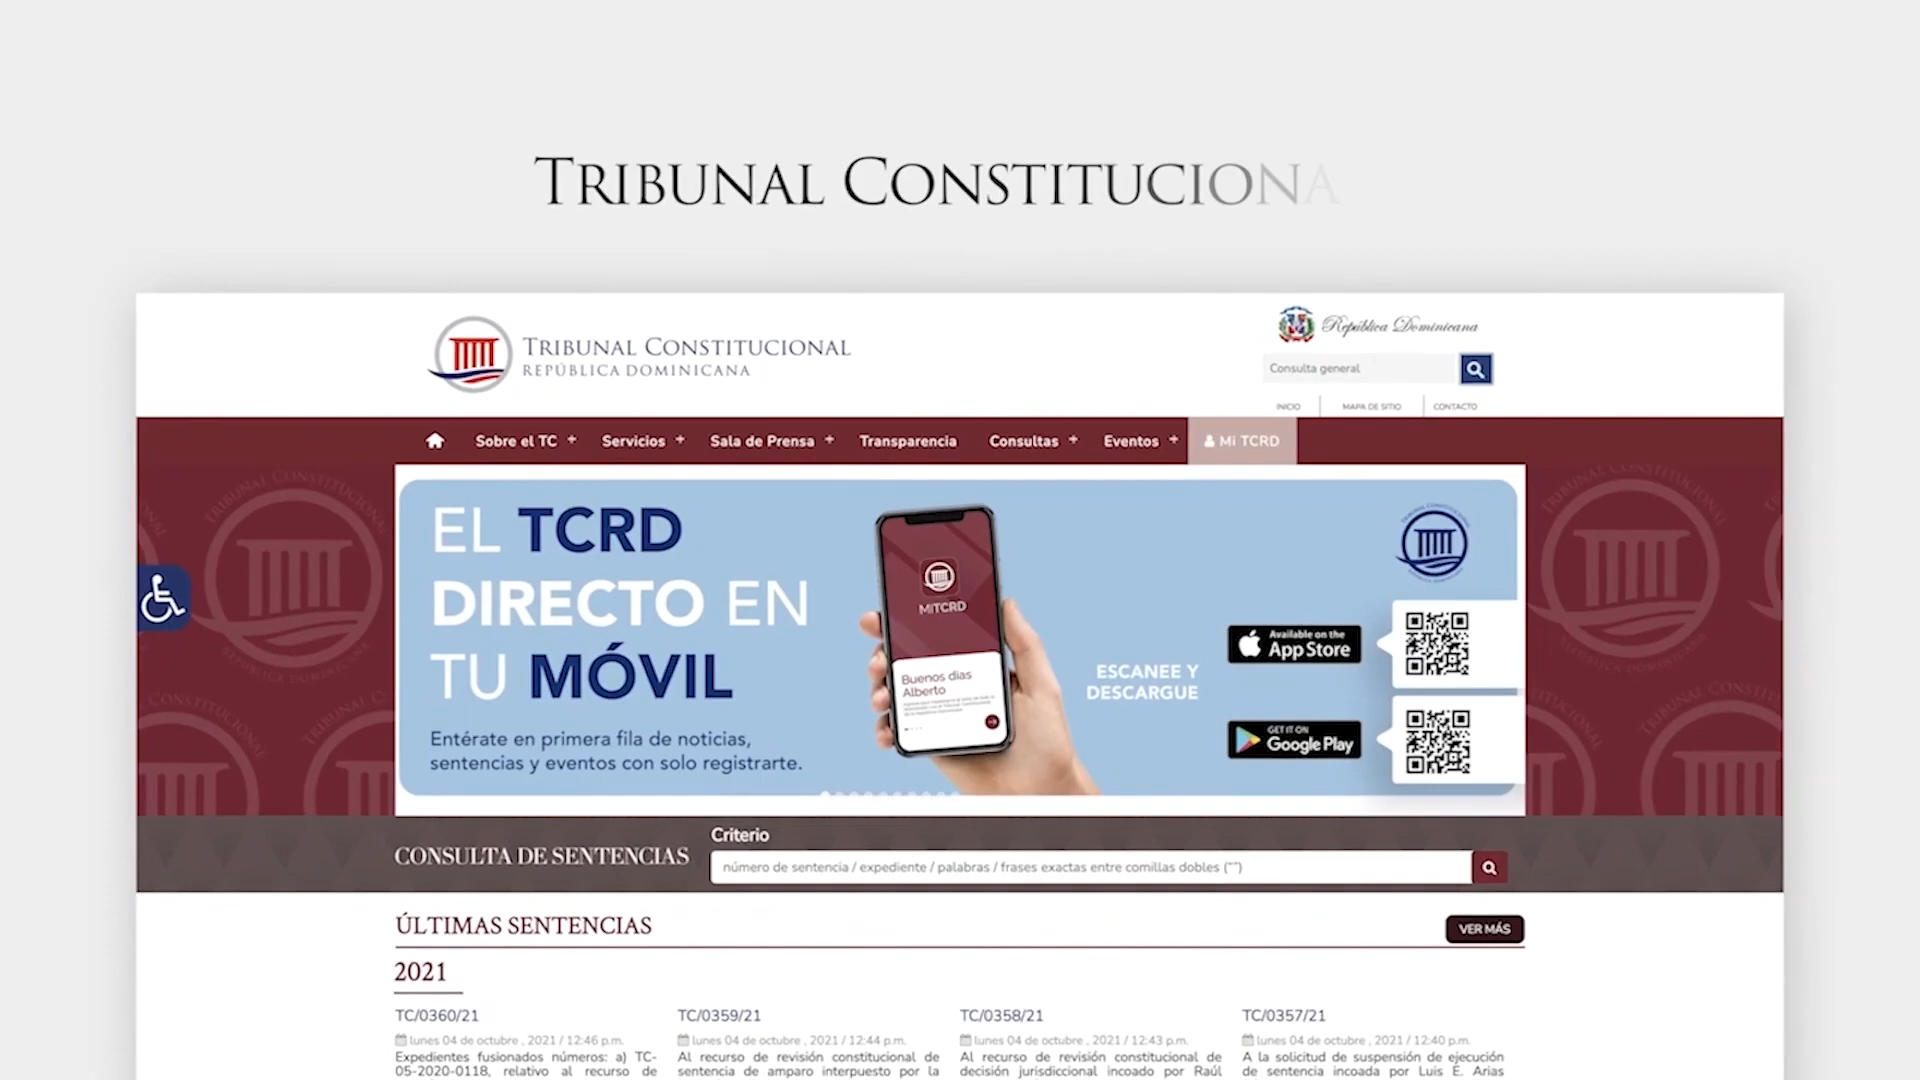 TRIBUNAL CONSTITUCIONA
TRIBUNAL CONSTITUCIONAL
REPÚBLICA DOMINICANA
República Dominicana
Consulta general
INICIO
MAPA DE SITIO
CONTACTO
Sobre el TC +
Servicios +
Sala de Prensa +
Transparencia
Consultas +
Eventos +
Mi TCRD
EL TCRD
DIRECTO EN
TU MÓVIL
Entérate en primera fila de noticias,
sentencias y eventos con solo registrarte.
MITCRD
Buenos dias
Alberto
ESCANEE Y
DESCARGUE
Available on the
App Store
GET IT ON
Google Play
TRIBUNAL CONSTITUCIONAL
REPÚBLICA DOMINICANA
CONSULTA DE SENTENCIAS
Criterio
número de sentencia / expediente / palabras / frases exactas entre comillas dobles ("")
ÚLTIMAS SENTENCIAS
VER MÁS
2021
TC/0360/21
lunes 04 de octubre , 2021 / 12:46 p.m.
Expedientes fusionados números: a) TC-
05-2020-0118, relativo al recurso de
TC/0359/21
lunes 04 de octubre , 2021 / 12:44 p.m.
Al recurso de revisión constitucional de
sentencia de amparo interpuesto por la
TC/0358/21
lunes 04 de octubre , 2021 / 12:43 p.m.
Al recurso de revisión constitucional de
decisión jurisdiccional incoado por Raúl
TC/0357/21
lunes 04 de octubre , 2021 / 12:40 p.m.
A la solicitud de suspensión de ejecución
de sentencia incoada por Luis E. Arias